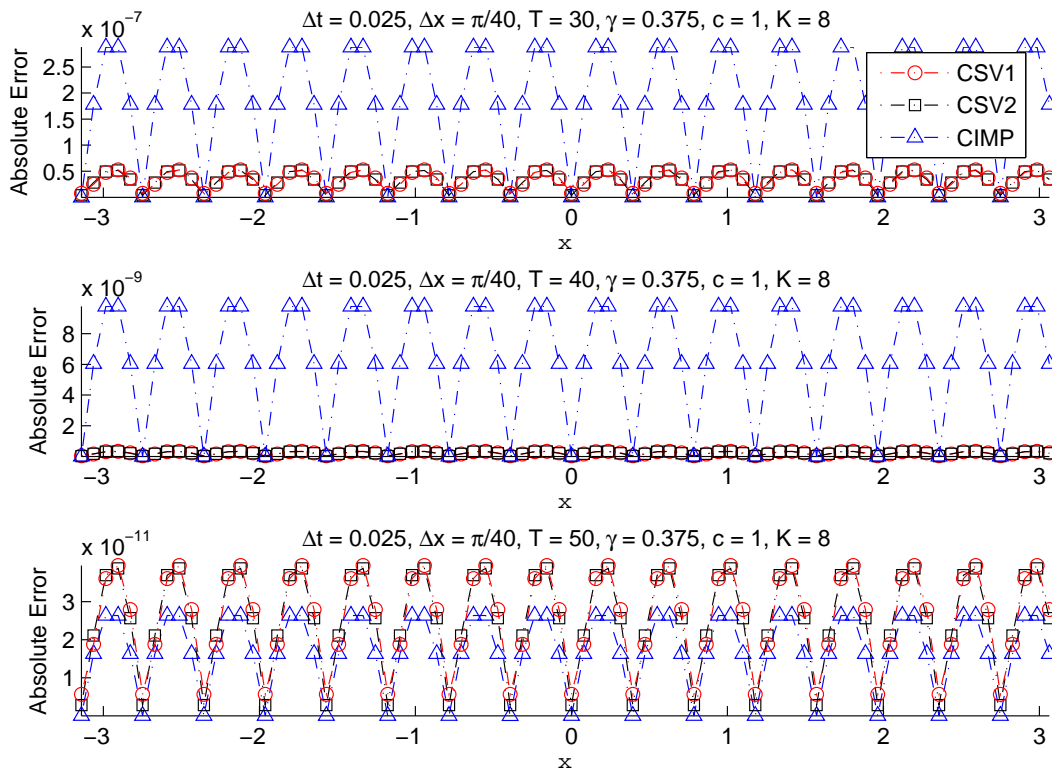 Δt = 0.025, Δx = π/40, T = 30, γ = 0.375, c = 1, K = 8
x 10⁻⁷
Absolute Error
2.5
2
1.5
1
0.5
CSV1
CSV2
CIMP
−3 −2 −1 0 1 2 3
x
Δt = 0.025, Δx = π/40, T = 40, γ = 0.375, c = 1, K = 8
x 10⁻⁹
Absolute Error
8
6
4
2
−3 −2 −1 0 1 2 3
x
Δt = 0.025, Δx = π/40, T = 50, γ = 0.375, c = 1, K = 8
x 10⁻¹¹
Absolute Error
3
2
1
−3 −2 −1 0 1 2 3
x